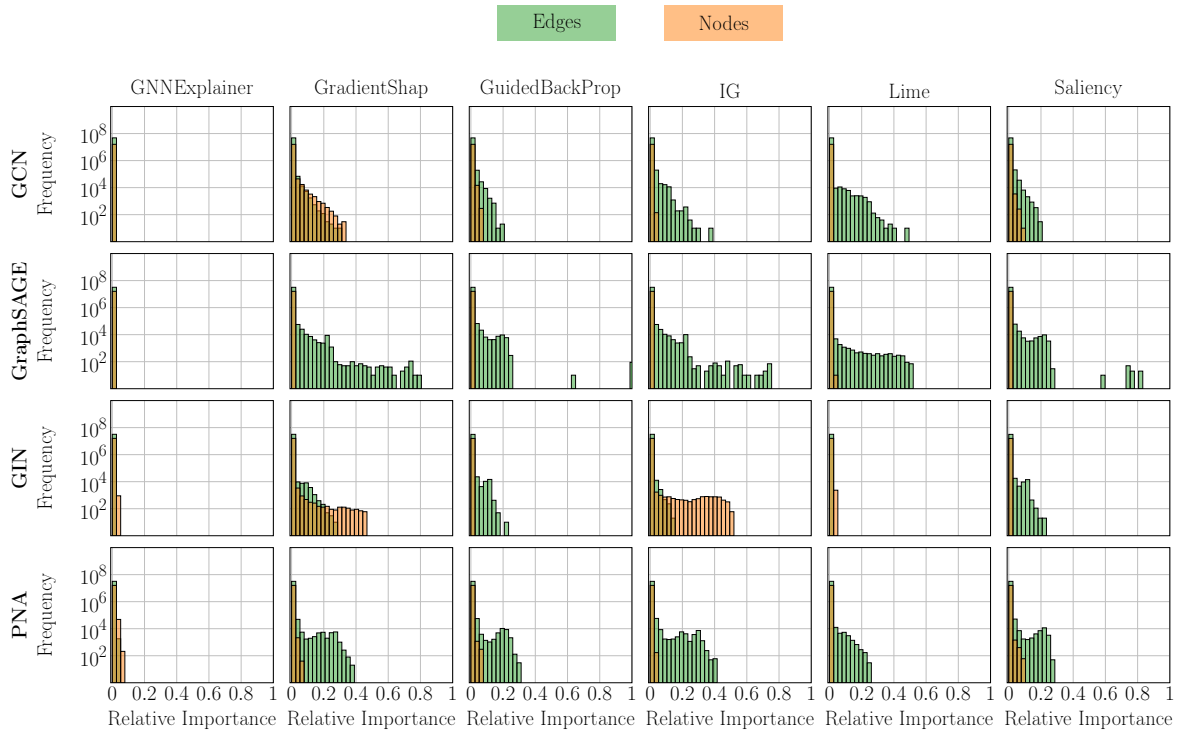 Edges Nodes
GNNExplainer GradientShap GuidedBackProp IG Lime Saliency
GCN
Frequency
10^8
10^6
10^4
10^2
GraphSAGE
Frequency
10^8
10^6
10^4
10^2
GIN
Frequency
10^8
10^6
10^4
10^2
PNA
Frequency
10^8
10^6
10^4
10^2
0 0.2 0.4 0.6 0.8 1 0 0.2 0.4 0.6 0.8 1 0 0.2 0.4 0.6 0.8 1 0 0.2 0.4 0.6 0.8 1 0 0.2 0.4 0.6 0.8 1 0 0.2 0.4 0.6 0.8 1
Relative Importance Relative Importance Relative Importance Relative Importance Relative Importance Relative Importance